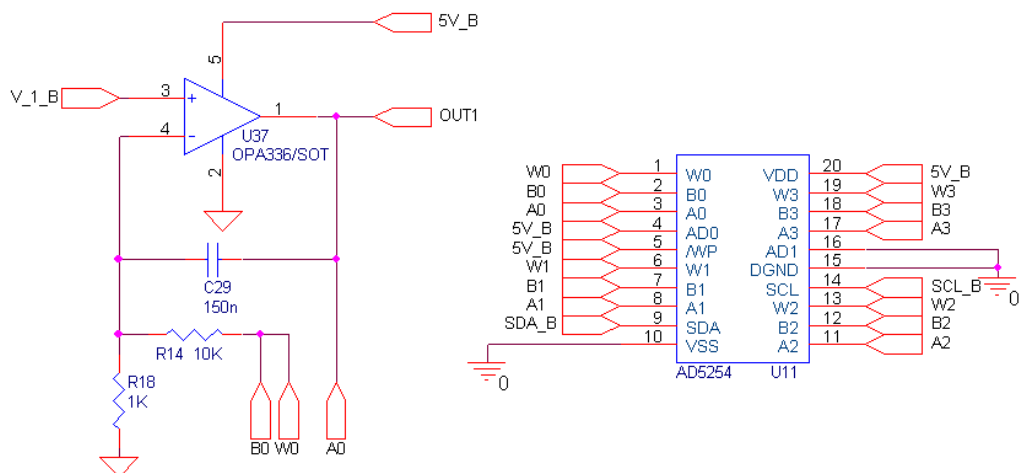 5V_B
5
V_1_B
3
+
1
OUT1
4
-
U37
OPA336/SOT
2
C29
150n
R14 10K
R18
1K
B0
W0
A0
W0 1 W0 VDD 20 5V_B
B0 2 B0 W3 19 W3
A0 3 A0 B3 18 B3
5V_B 4 AD0 A3 17 A3
5V_B 5 /WP AD1 16
W1 6 W1 DGND 15
B1 7 B1 SCL 14 SCL_B
A1 8 A1 W2 13 W2
SDA_B 9 SDA B2 12 B2
10 VSS A2 11 A2
0
0
AD5254 U11